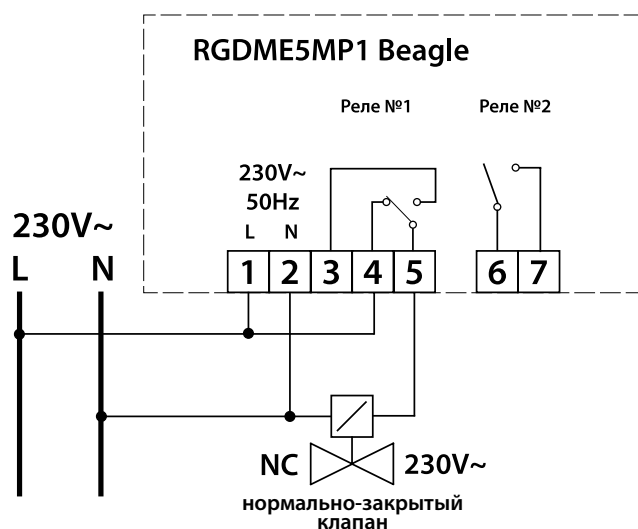 RGDME5MP1 Beagle
Реле №1 Реле №2
230V~
50Hz
L N
230V~
L N
1 2 3 4 5 6 7
NC 230V~
нормально-закрытый
клапан